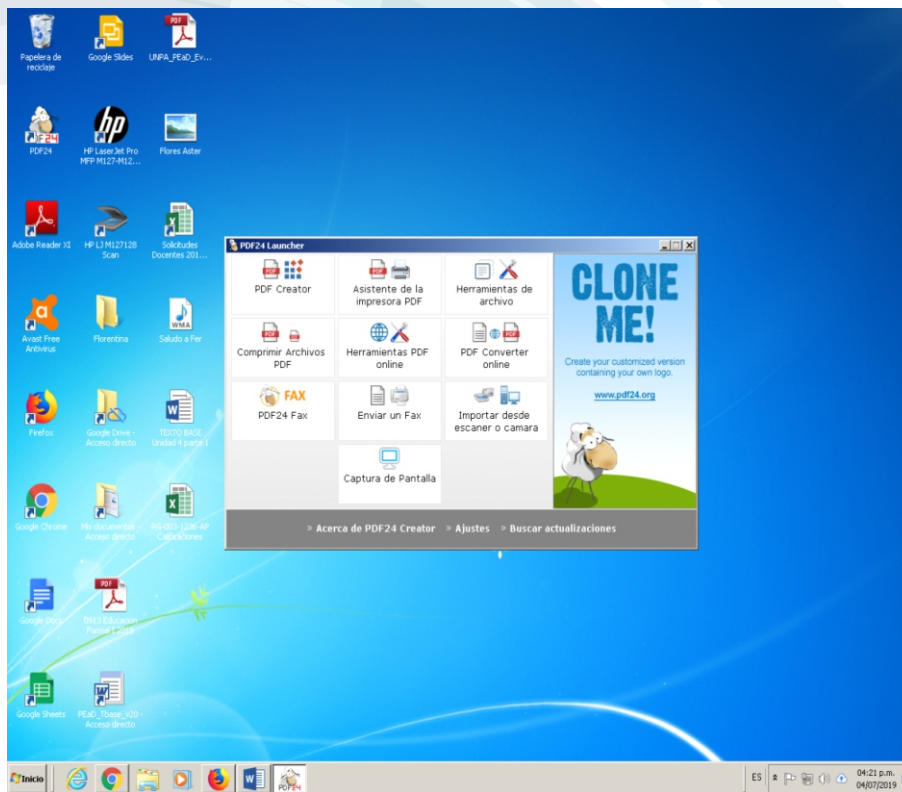 Papelera de
reciclaje
Google Slides
UNPA_PEaD_Ev...
PDF24
HP LaserJet Pro
MFP M127-M12...
Flores Aster
Adobe Reader XI
HP LJ M127128
Scan
Solicitudes
Docentes 201...
Avast Free
Antivirus
Florentina
Saludo a Fer
Firefox
Google Drive -
Acceso directo
TEXTO BASE
Unidad 4 parte 1
Google Chrome
Mis documentos -
Acceso directo
RG-003-1236-AP
Calificaciones
Google Docs
Google Sheets
PEaD_Tbase_v20 -
Acceso directo
PDF24 Launcher
PDF Creator
Asistente de la
impresora PDF
Herramientas de
archivo
Comprimir Archivos
PDF
Herramientas PDF
online
PDF Converter
online
FAX
PDF24 Fax
Enviar un Fax
Importar desde
escaner o camara
Captura de Pantalla
CLONE
ME!
Create your customized version
containing your own logo.
www.pdf24.org
» Acerca de PDF24 Creator » Ajustes » Buscar actualizaciones
Inicio
ES
04:21 p.m.
04/07/2019